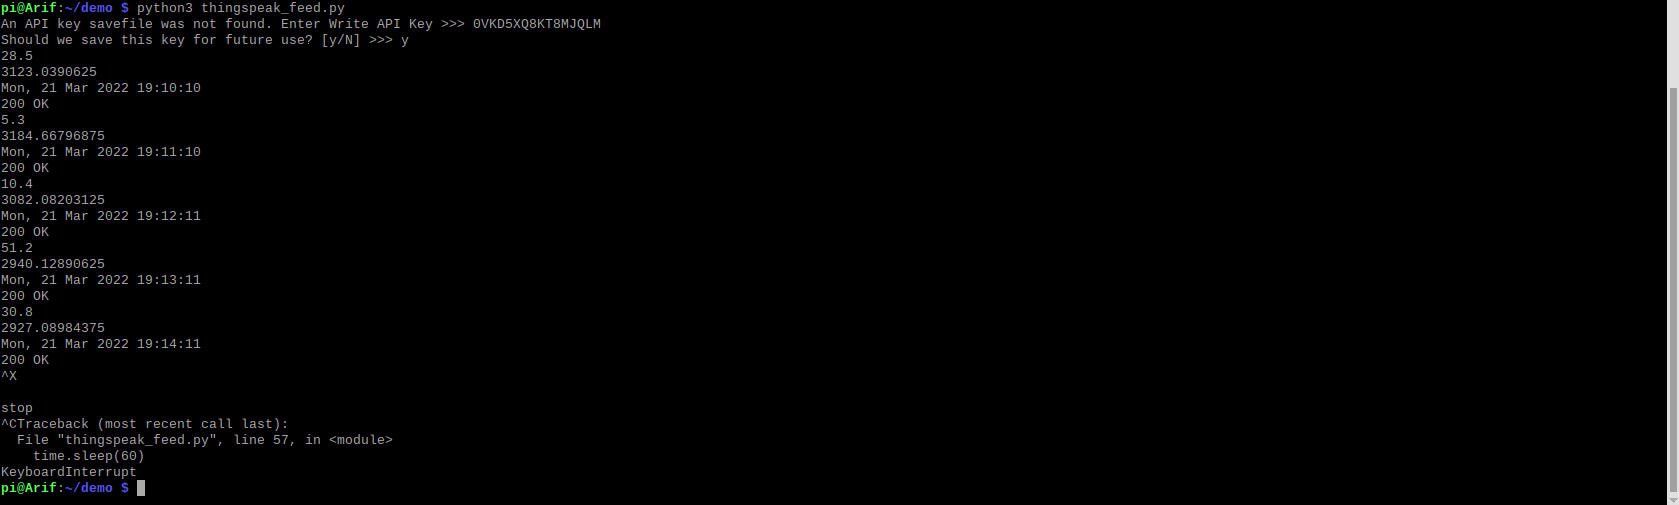 pi@Arif:~/demo $ python3 thingspeak_feed.py
An API key savefile was not found. Enter Write API Key >>> 0VKD5XQ8KT8MJQLM
Should we save this key for future use? [y/N] >>> y
28.5
3123.0390625
Mon, 21 Mar 2022 19:10:10
200 OK
5.3
3184.66796875
Mon, 21 Mar 2022 19:11:10
200 OK
10.4
3082.08203125
Mon, 21 Mar 2022 19:12:11
200 OK
51.2
2940.12890625
Mon, 21 Mar 2022 19:13:11
200 OK
30.8
2927.08984375
Mon, 21 Mar 2022 19:14:11
200 OK
^X

stop
^CTraceback (most recent call last):
  File "thingspeak_feed.py", line 57, in <module>
    time.sleep(60)
KeyboardInterrupt
pi@Arif:~/demo $